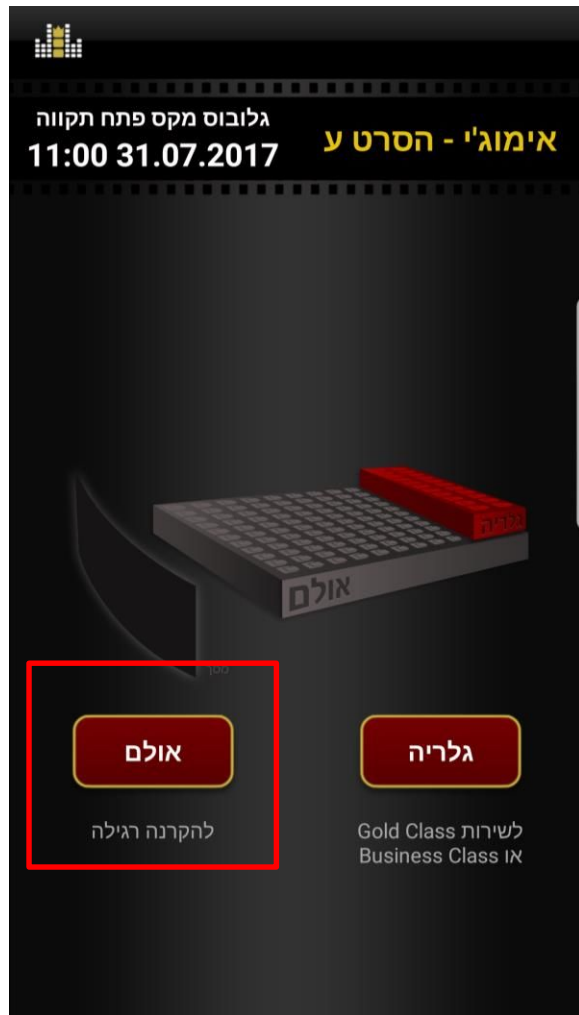 אימוג'י - הסרט ע
גלובוס מקס פתח תקווה
11:00 31.07.2017
גלריה
אולם
מסך
גלריה
לשירות Gold Class
או Business Class
אולם
להקרנה רגילה